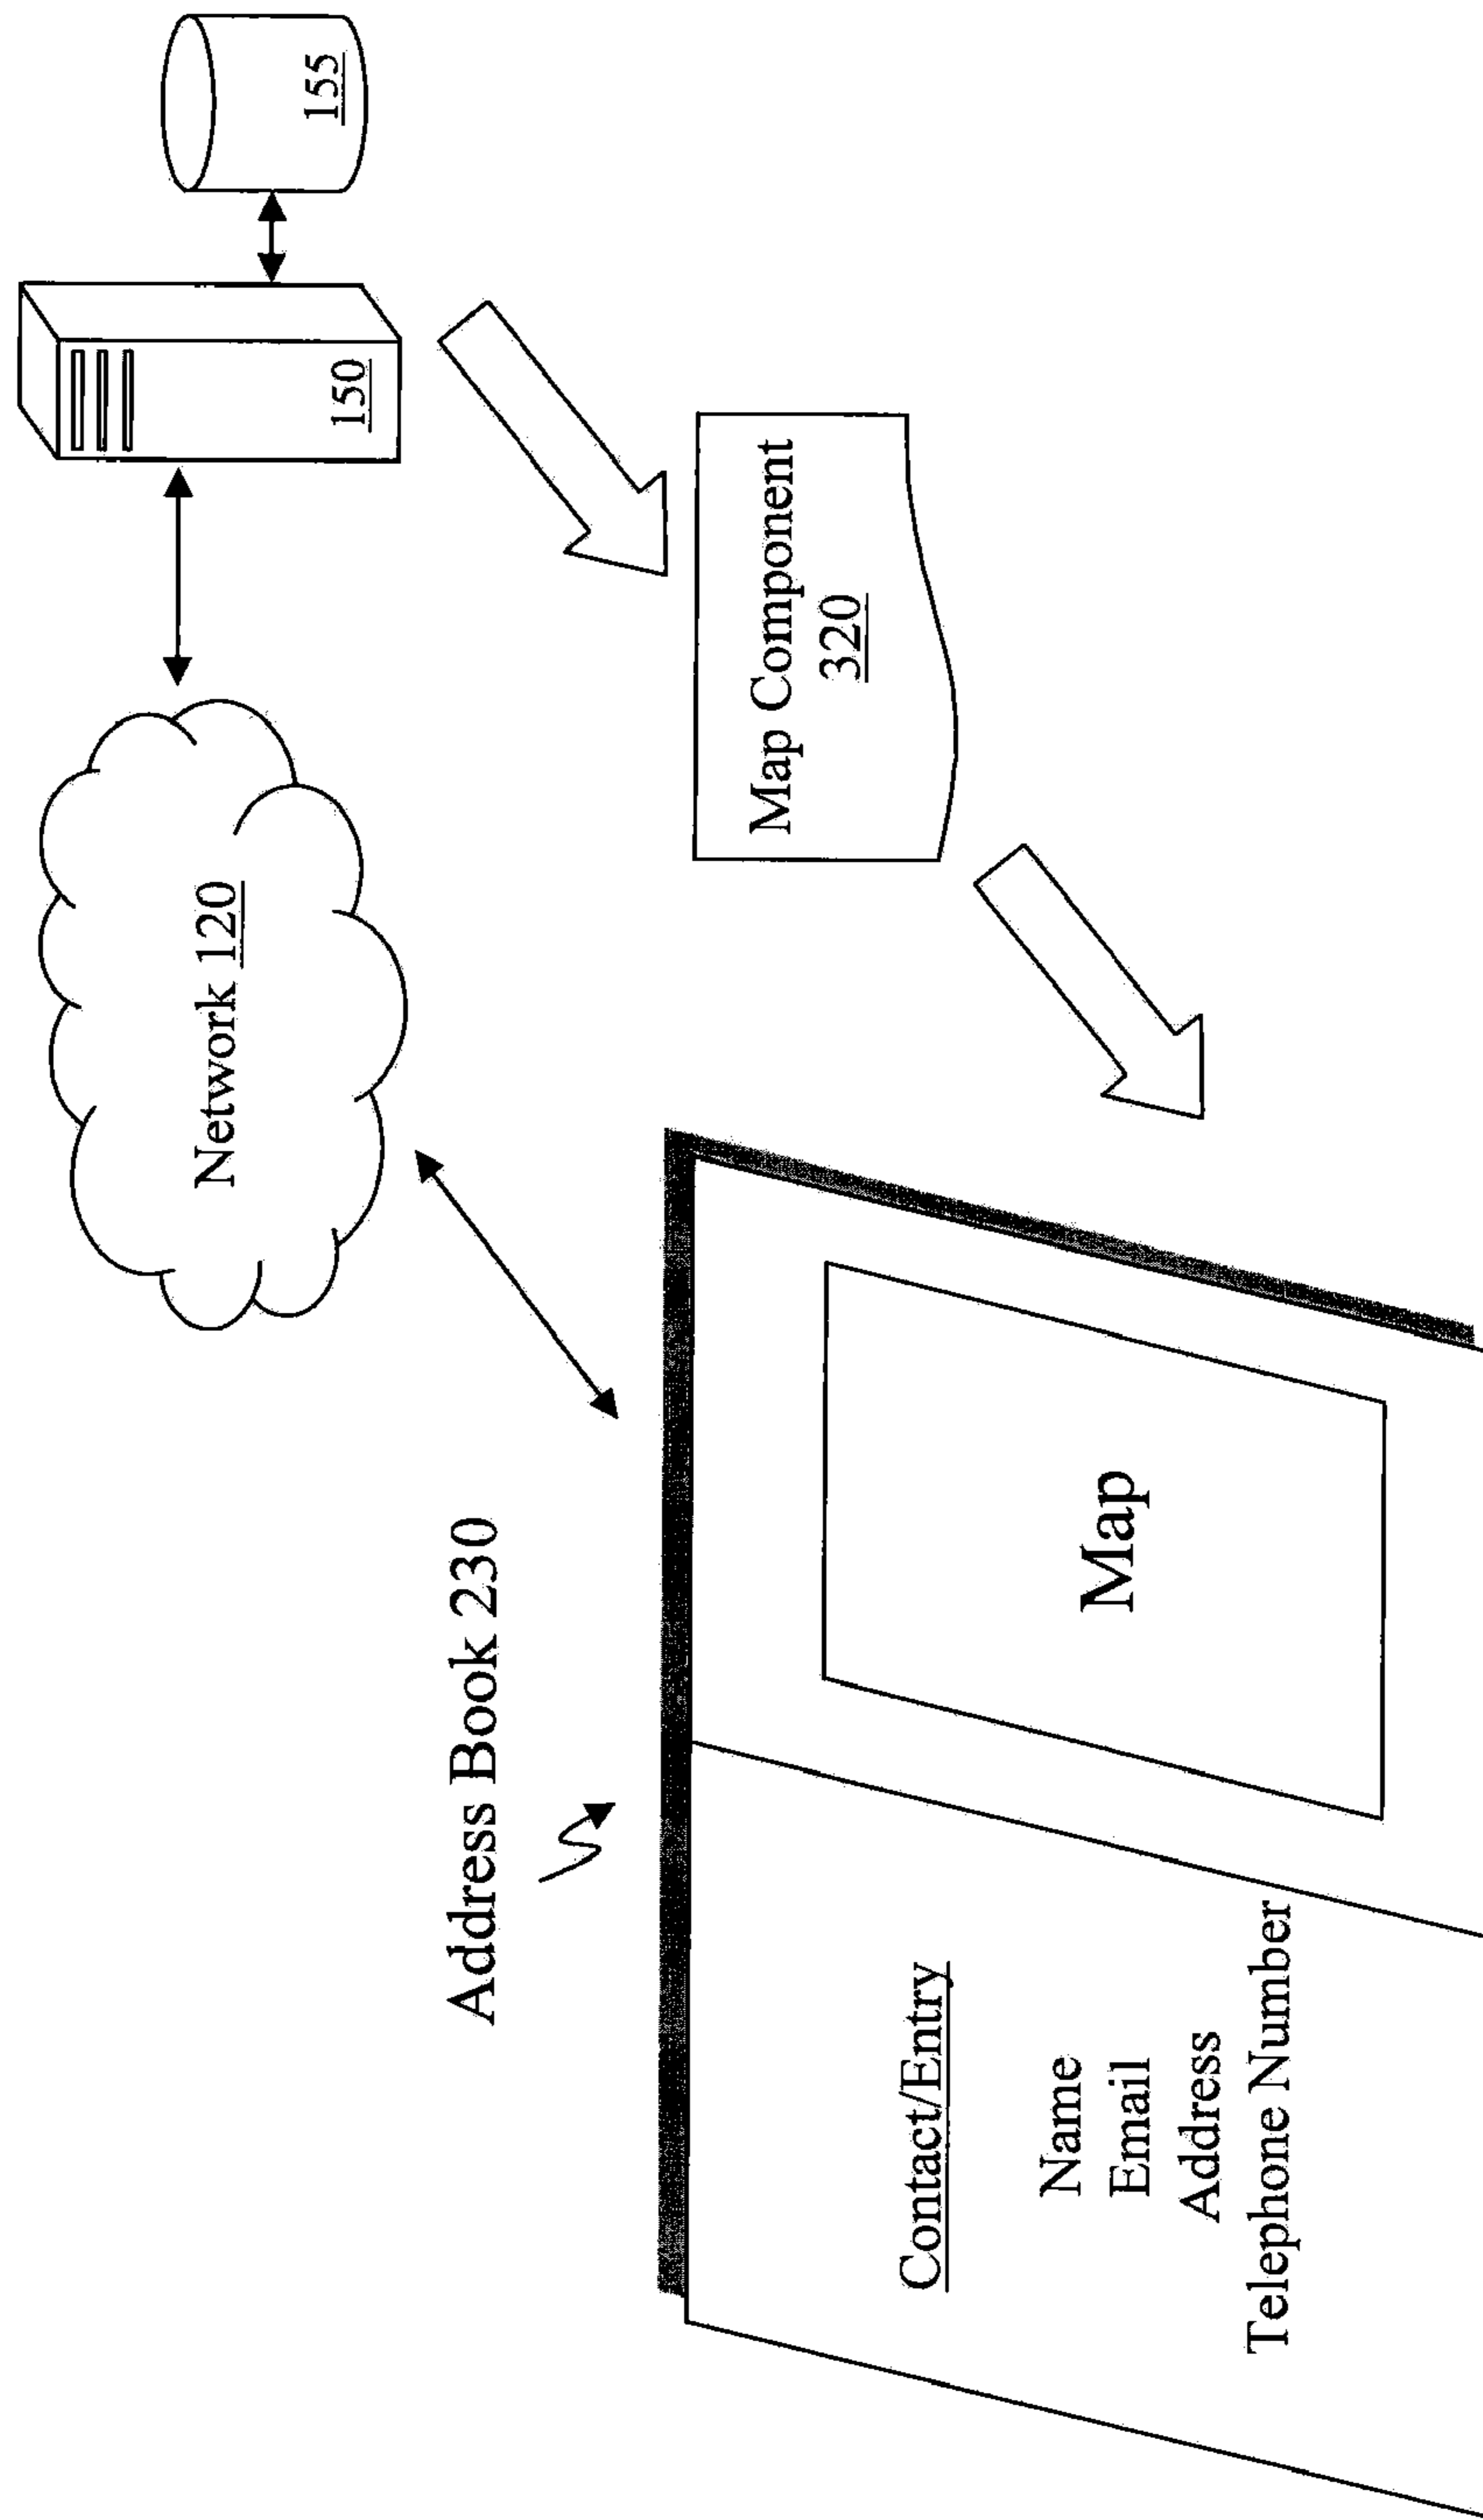 Address Book 230
Network 120
150
155
Map Component
320
Contact/Entry
Name
Email
Address
Telephone Number
Map